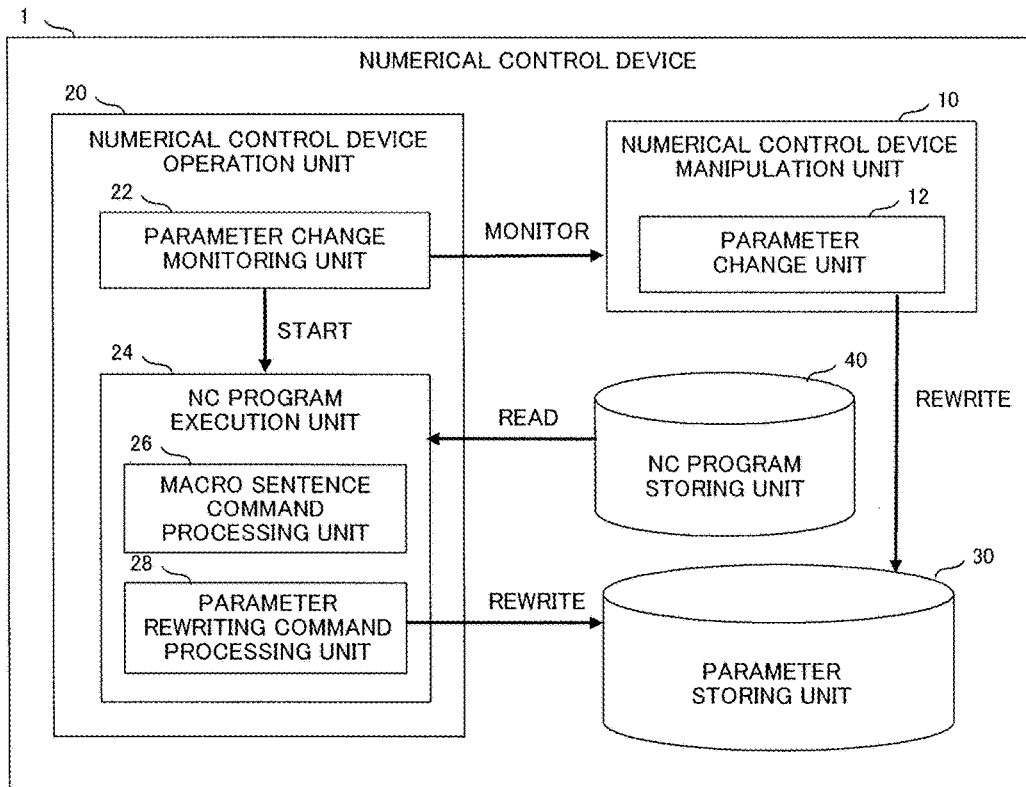 1
NUMERICAL CONTROL DEVICE
20
NUMERICAL CONTROL DEVICE
OPERATION UNIT
22
PARAMETER CHANGE
MONITORING UNIT
MONITOR
10
NUMERICAL CONTROL DEVICE
MANIPULATION UNIT
12
PARAMETER
CHANGE UNIT
START
24
NC PROGRAM
EXECUTION UNIT
READ
40
NC PROGRAM
STORING UNIT
REWRITE
26
MACRO SENTENCE
COMMAND
PROCESSING UNIT
28
PARAMETER
REWRITING COMMAND
PROCESSING UNIT
REWRITE
30
PARAMETER
STORING UNIT